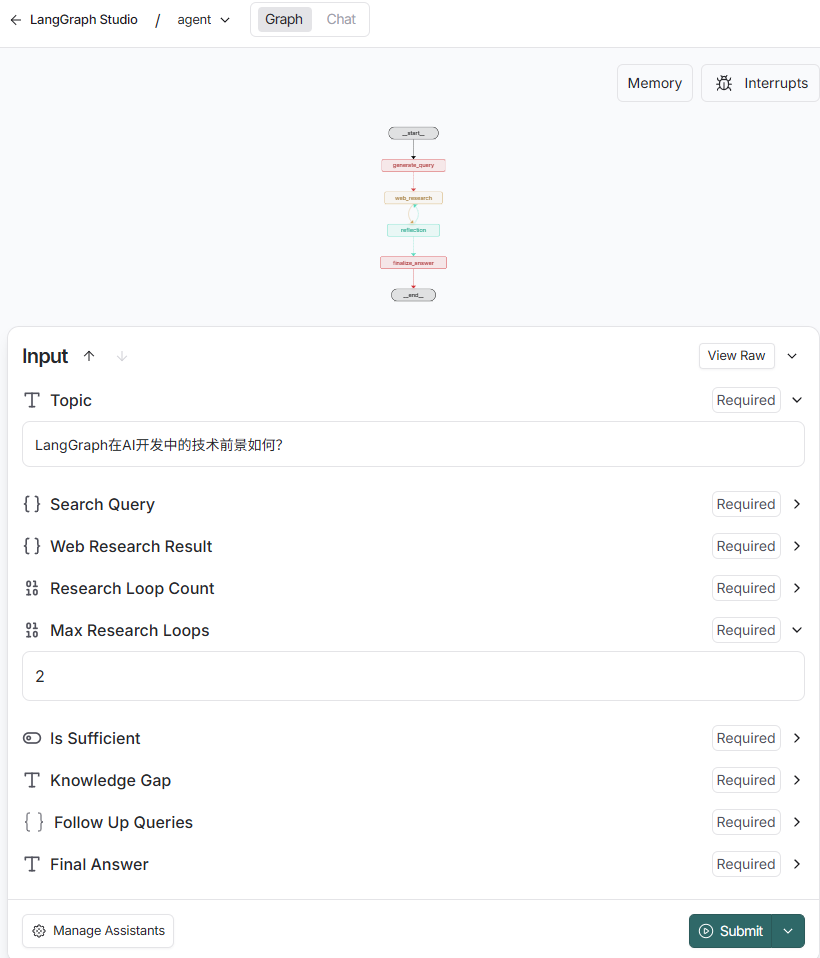 LangGraph Studio / agent Graph Chat
Memory Interrupts
__start__
generate_query
web_research
reflection
finalize_answer
__end__
Input View Raw
Topic Required
LangGraph在AI开发中的技术前景如何?
Search Query Required
Web Research Result Required
Research Loop Count Required
Max Research Loops Required
2
Is Sufficient Required
Knowledge Gap Required
Follow Up Queries Required
Final Answer Required
Manage Assistants Submit